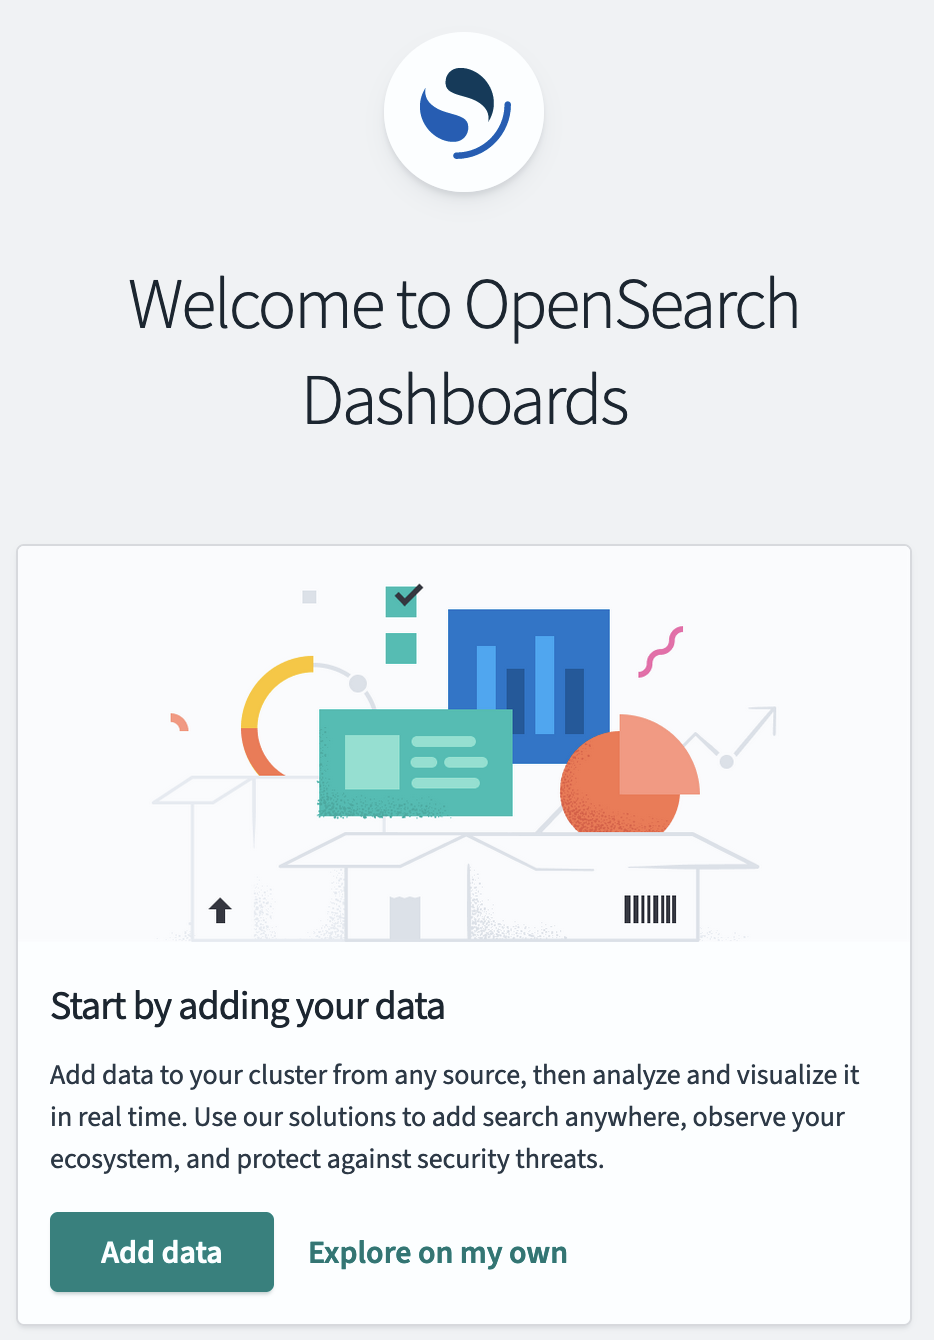 Welcome to OpenSearch
Dashboards
Start by adding your data
Add data to your cluster from any source, then analyze and visualize it
in real time. Use our solutions to add search anywhere, observe your
ecosystem, and protect against security threats.
Add data
Explore on my own